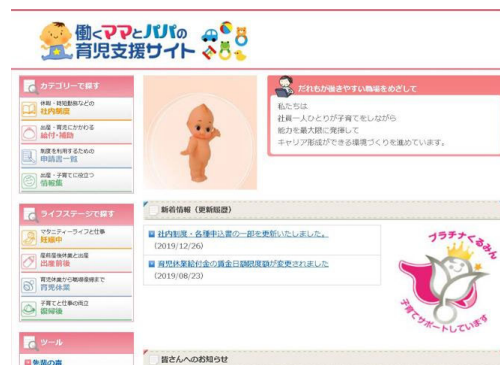 働くママとパパの
育児支援サイト
カテゴリーで探す
休暇・時短勤務などの
社内制度
出産・育児にかかわる
給付・補助
制度を利用するための
申請書一覧
出産・子育てに役立つ
情報集
だれもが働きやすい職場をめざして
私たちは
社員一人ひとりが子育てをしながら
能力を最大限に発揮して
キャリア形成ができる環境づくりを進めています。
ライフステージで探す
マタニティーライフと仕事
妊娠中
産前産後休業と出産
出産前後
育児休業から職場復帰まで
育児休業
子育てと仕事の両立
復帰後
新着情報（更新履歴）
社内制度・各種申込書の一部を更新いたしました。
(2019/12/26)
育児休業給付金の賃金日額限度額が変更されました
(2019/08/23)
プラチナくるみん
子育てサポートしています
ツール
先輩の声
皆さんへのお知らせ